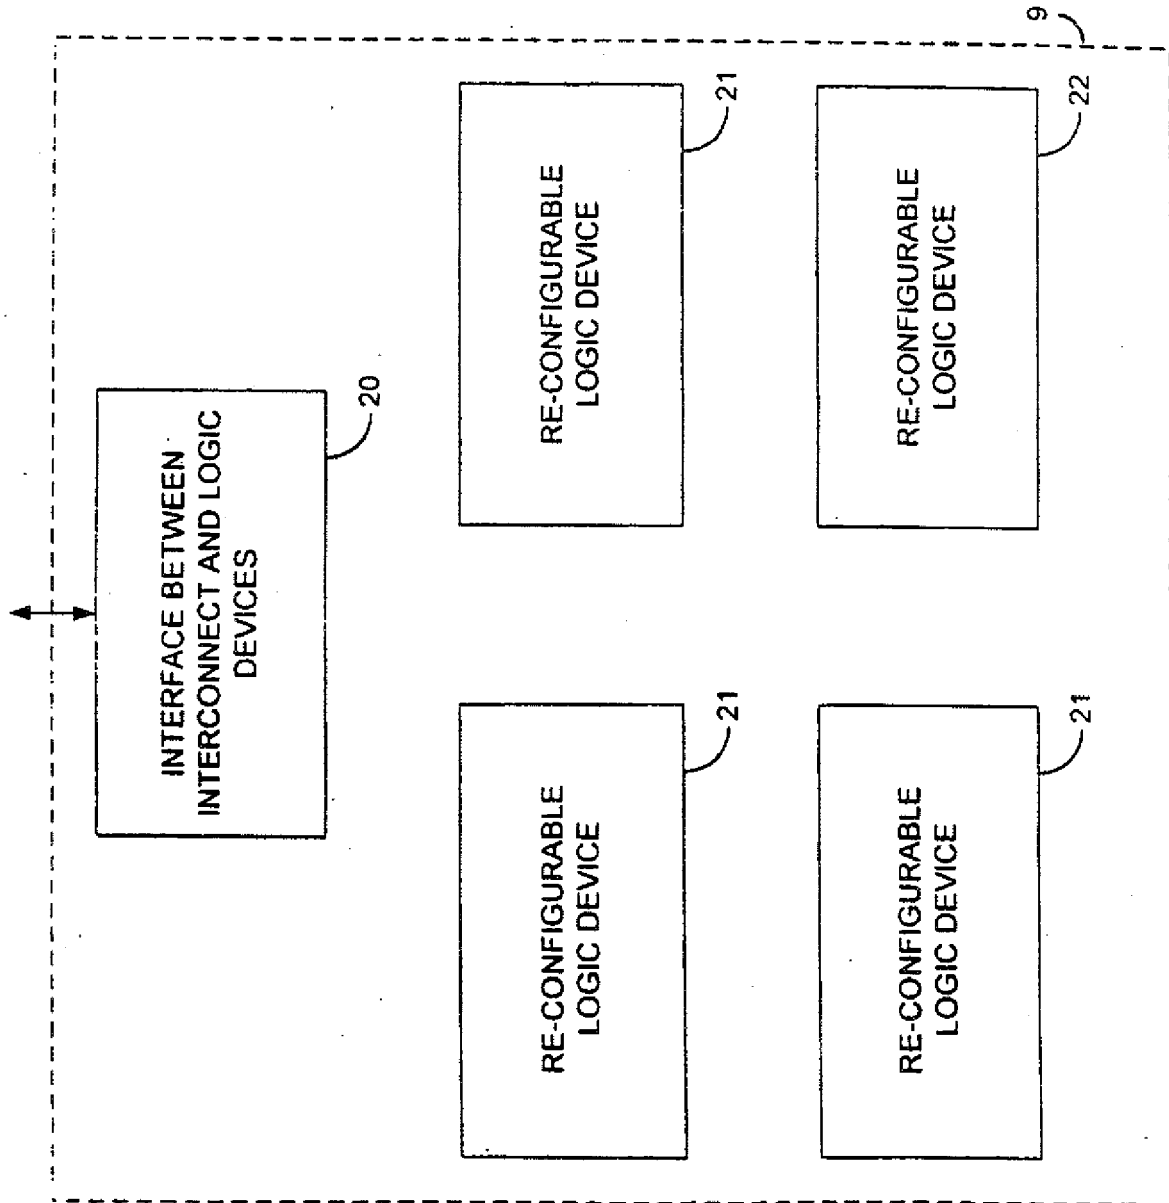 9
INTERFACE BETWEEN
INTERCONNECT AND LOGIC
DEVICES
20
RE-CONFIGURABLE
LOGIC DEVICE
21
RE-CONFIGURABLE
LOGIC DEVICE
21
RE-CONFIGURABLE
LOGIC DEVICE
21
RE-CONFIGURABLE
LOGIC DEVICE
22